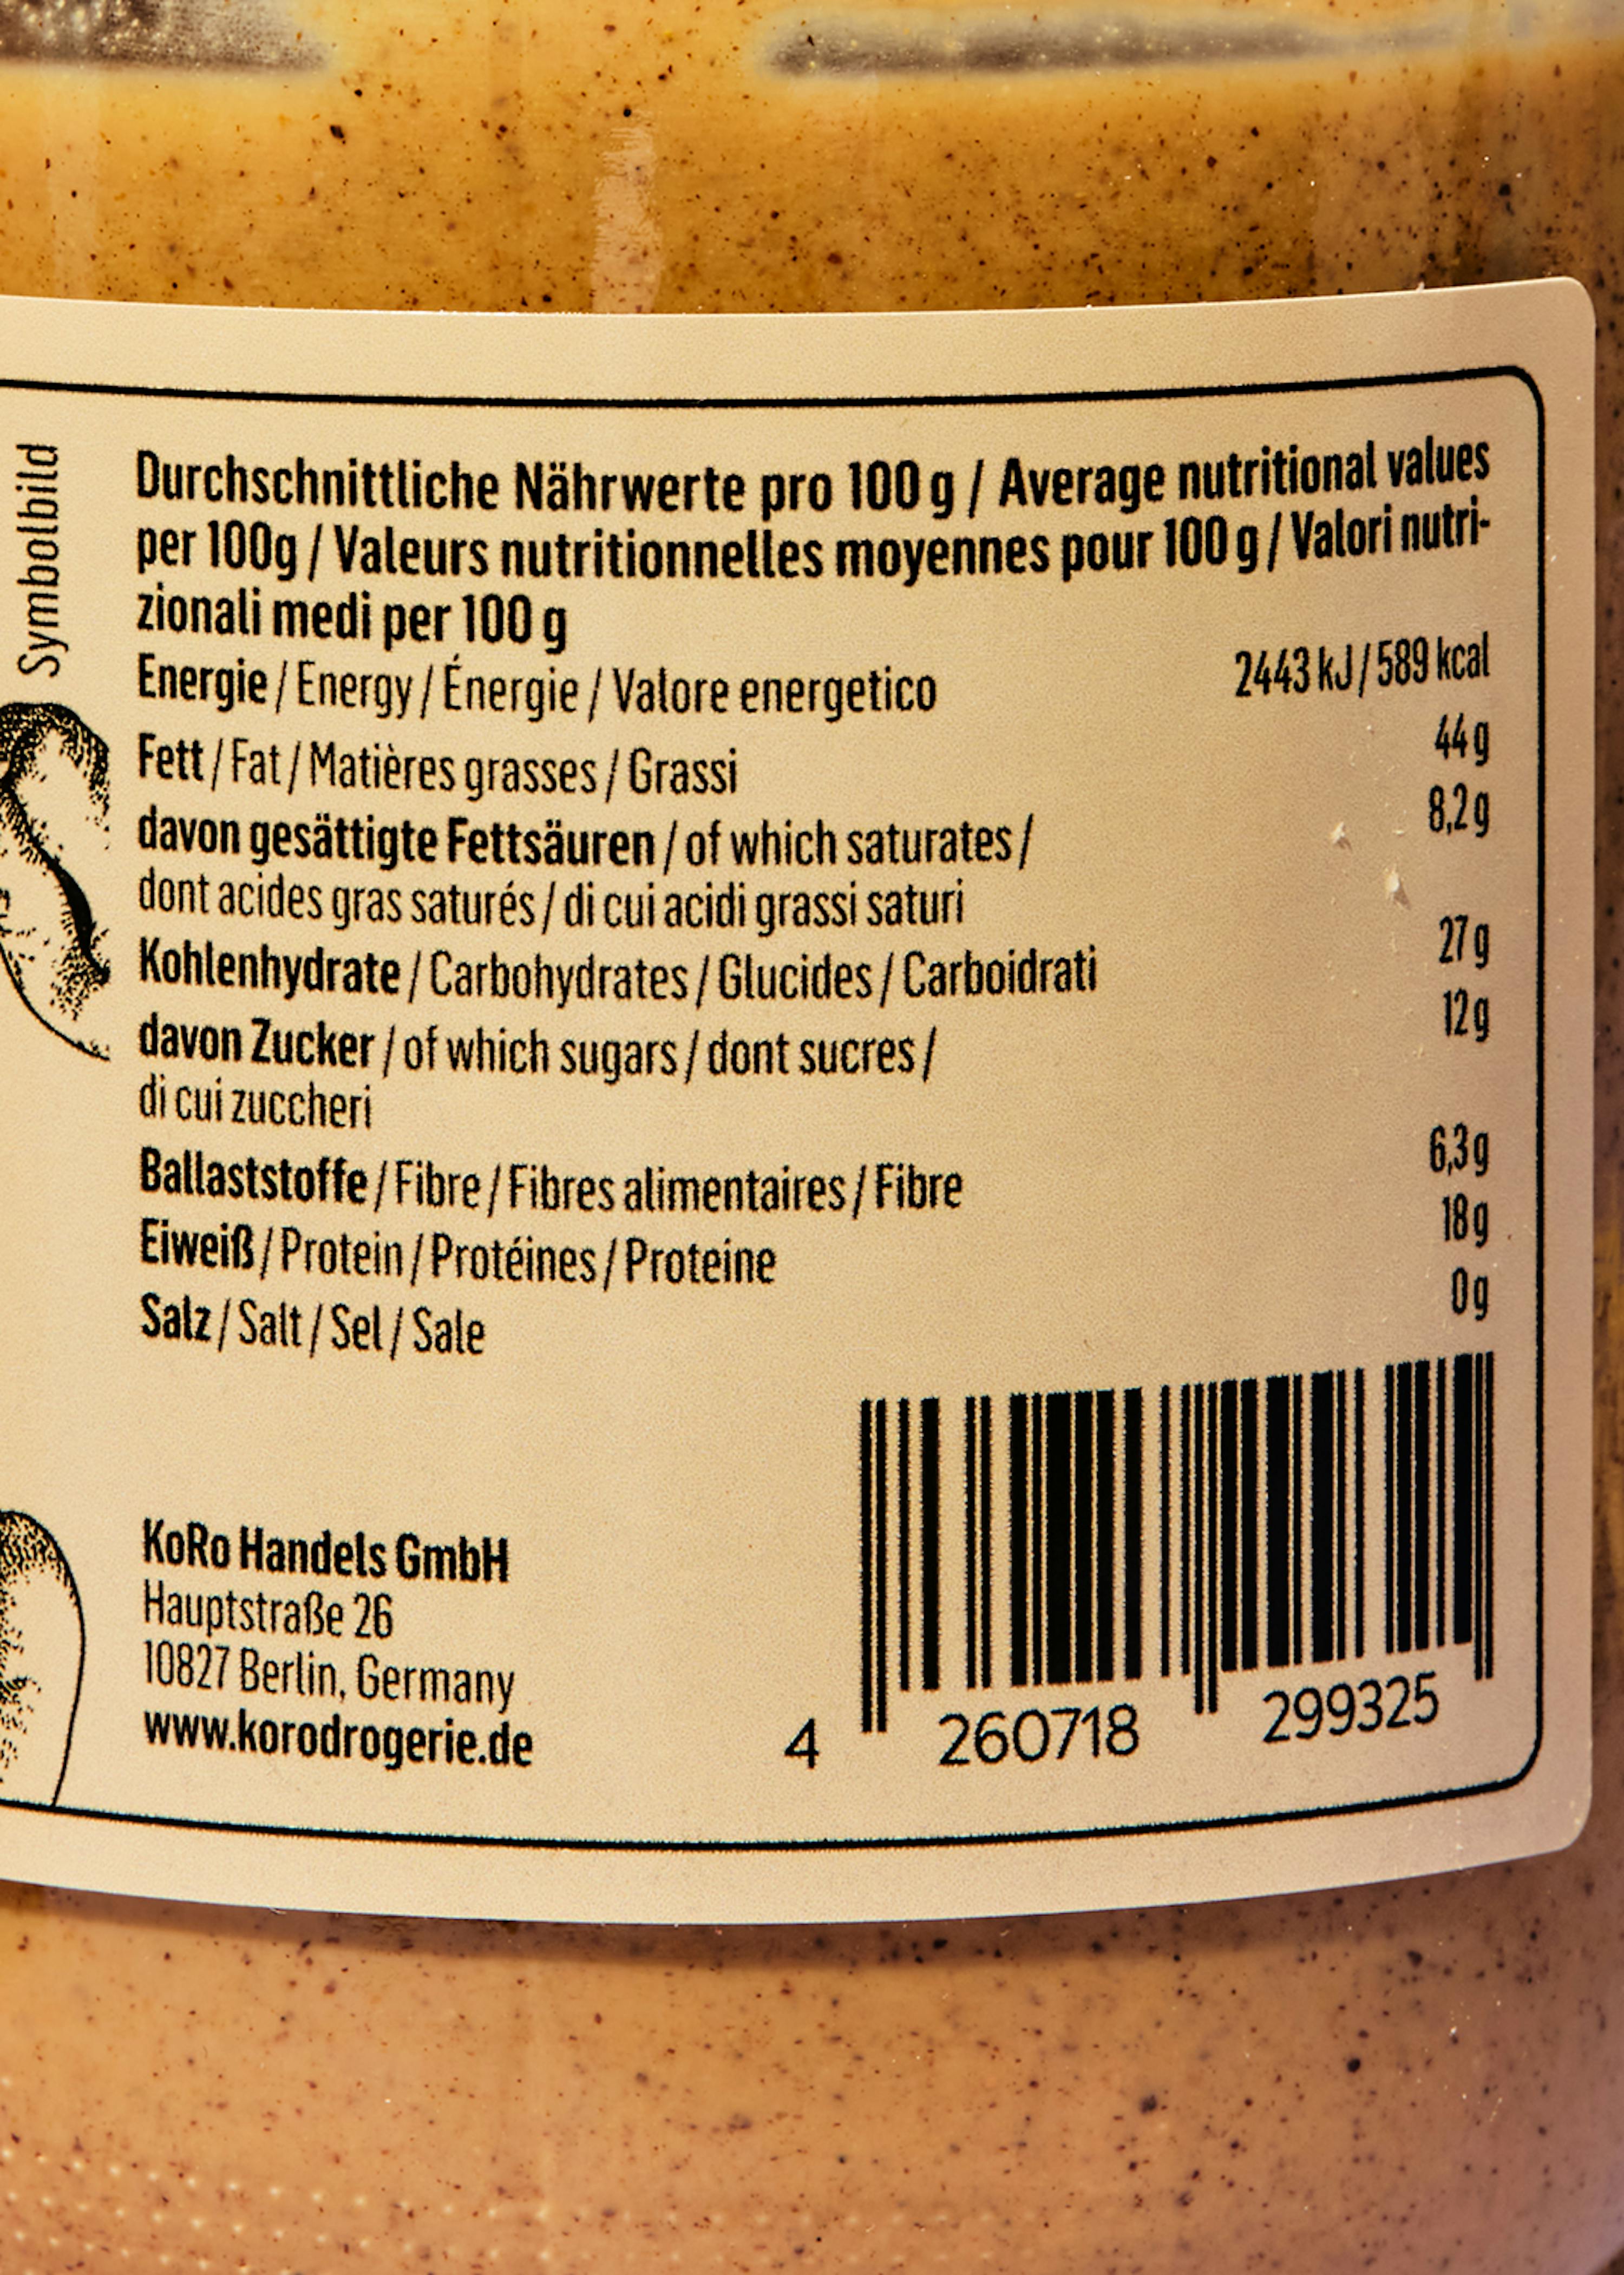 Symbolbild
Durchschnittliche Nährwerte pro 100 g / Average nutritional values
per 100g / Valeurs nutritionnelles moyennes pour 100 g / Valori nutri-
zionali medi per 100 g
Energie / Energy / Énergie / Valore energetico 2443 kJ / 589 kcal
Fett / Fat / Matières grasses / Grassi 44 g
davon gesättigte Fettsäuren / of which saturates / 8,2 g
dont acides gras saturés / di cui acidi grassi saturi
Kohlenhydrate / Carbohydrates / Glucides / Carboidrati 27 g
davon Zucker / of which sugars / dont sucres / 12 g
di cui zuccheri
Ballaststoffe / Fibre / Fibres alimentaires / Fibre 6,3 g
Eiweiß / Protein / Protéines / Proteine 18 g
Salz / Salt / Sel / Sale 0 g
KoRo Handels GmbH
Hauptstraße 26
10827 Berlin, Germany
www.korodrogerie.de
4 260718 299325